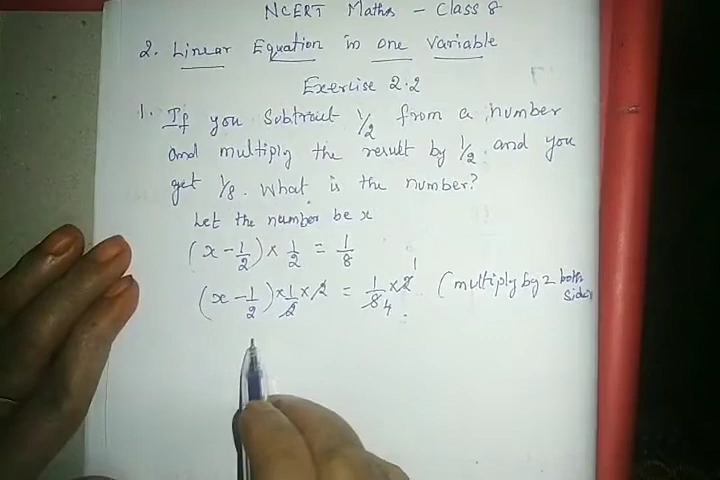 NCERT Maths - Class 8
2. Linear Equation in one variable
Exercise 2.2
1. If you subtract 1/2 from a number
and multiply the result by 1/2 and you
get 1/8. What is the number?
Let the number be x
(x - 1/2) × 1/2 = 1/8
(x - 1/2) × 1/2 × 2 = 1/8 4 × 2 1 (multiply by 2 both
sides